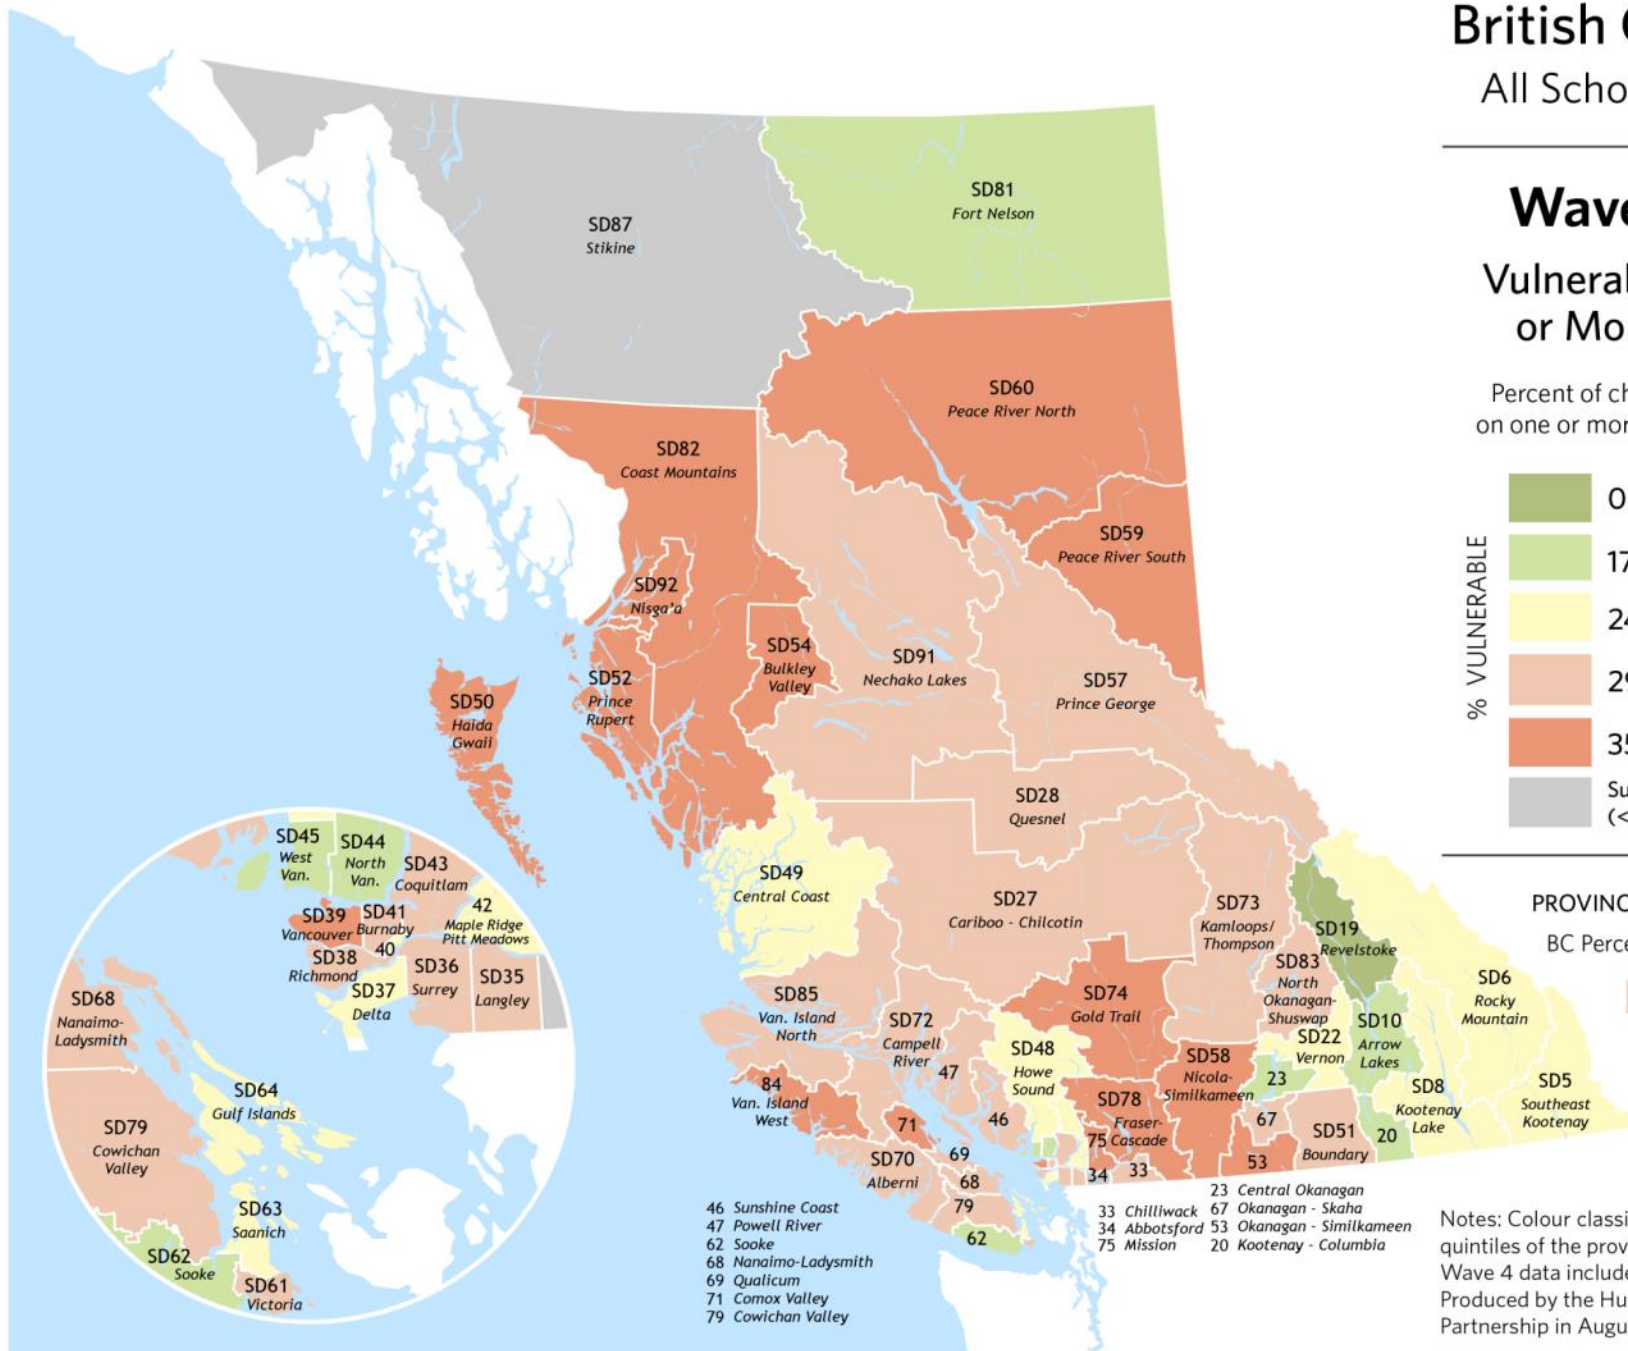 British
All Scho
Wave
Vulneral
or Mo
Percent of ch
on one or mor
% VULNERABLE
0
17
24
29
35
Su
(<
PROVINC
BC Perce
Notes: Colour classi
quintiles of the prov
Wave 4 data include
Produced by the Hu
Partnership in Augu
SD87
Stikine
SD81
Fort Nelson
SD60
Peace River North
SD82
Coast Mountains
SD59
Peace River South
SD92
Nisga'a
SD54
Bulkley
Valley
SD91
Nechako Lakes
SD52
Prince
Rupert
SD57
Prince George
SD50
Haida
Gwaii
SD28
Quesnel
SD49
Central Coast
SD27
Cariboo - Chilcotin
SD73
Kamloops/
Thompson
SD19
Revelstoke
SD83
North
Okanagan-
Shuswap
SD6
Rocky
Mountain
SD85
Van. Island
North
SD72
Campell
River
SD74
Gold Trail
SD10
Arrow
Lakes
SD22
Vernon
SD48
Howe
Sound
SD58
Nicola-
Similkameen
23
47
84
Van. Island
West
SD78
Fraser-
Cascade
SD8
Kootenay
Lake
SD5
Southeast
Kootenay
46
67
71
75
SD51
Boundary
20
69
SD70
Alberni
68
34
33
53
79
62
SD45
West
Van.
SD44
North
Van.
SD43
Coquitlam
SD39
Vancouver
SD41
Burnaby
42
Maple Ridge
Pitt Meadows
40
SD38
Richmond
SD36
Surrey
SD35
Langley
SD37
Delta
SD68
Nanaimo-
Ladysmith
SD64
Gulf Islands
SD79
Cowichan
Valley
SD63
Saanich
SD62
Sooke
SD61
Victoria
46 Sunshine Coast
47 Powell River
62 Sooke
68 Nanaimo-Ladysmith
69 Qualicum
71 Comox Valley
79 Cowichan Valley
33 Chilliwack
34 Abbotsford
75 Mission
23 Central Okanagan
67 Okanagan - Skaha
53 Okanagan - Similkameen
20 Kootenay - Columbia